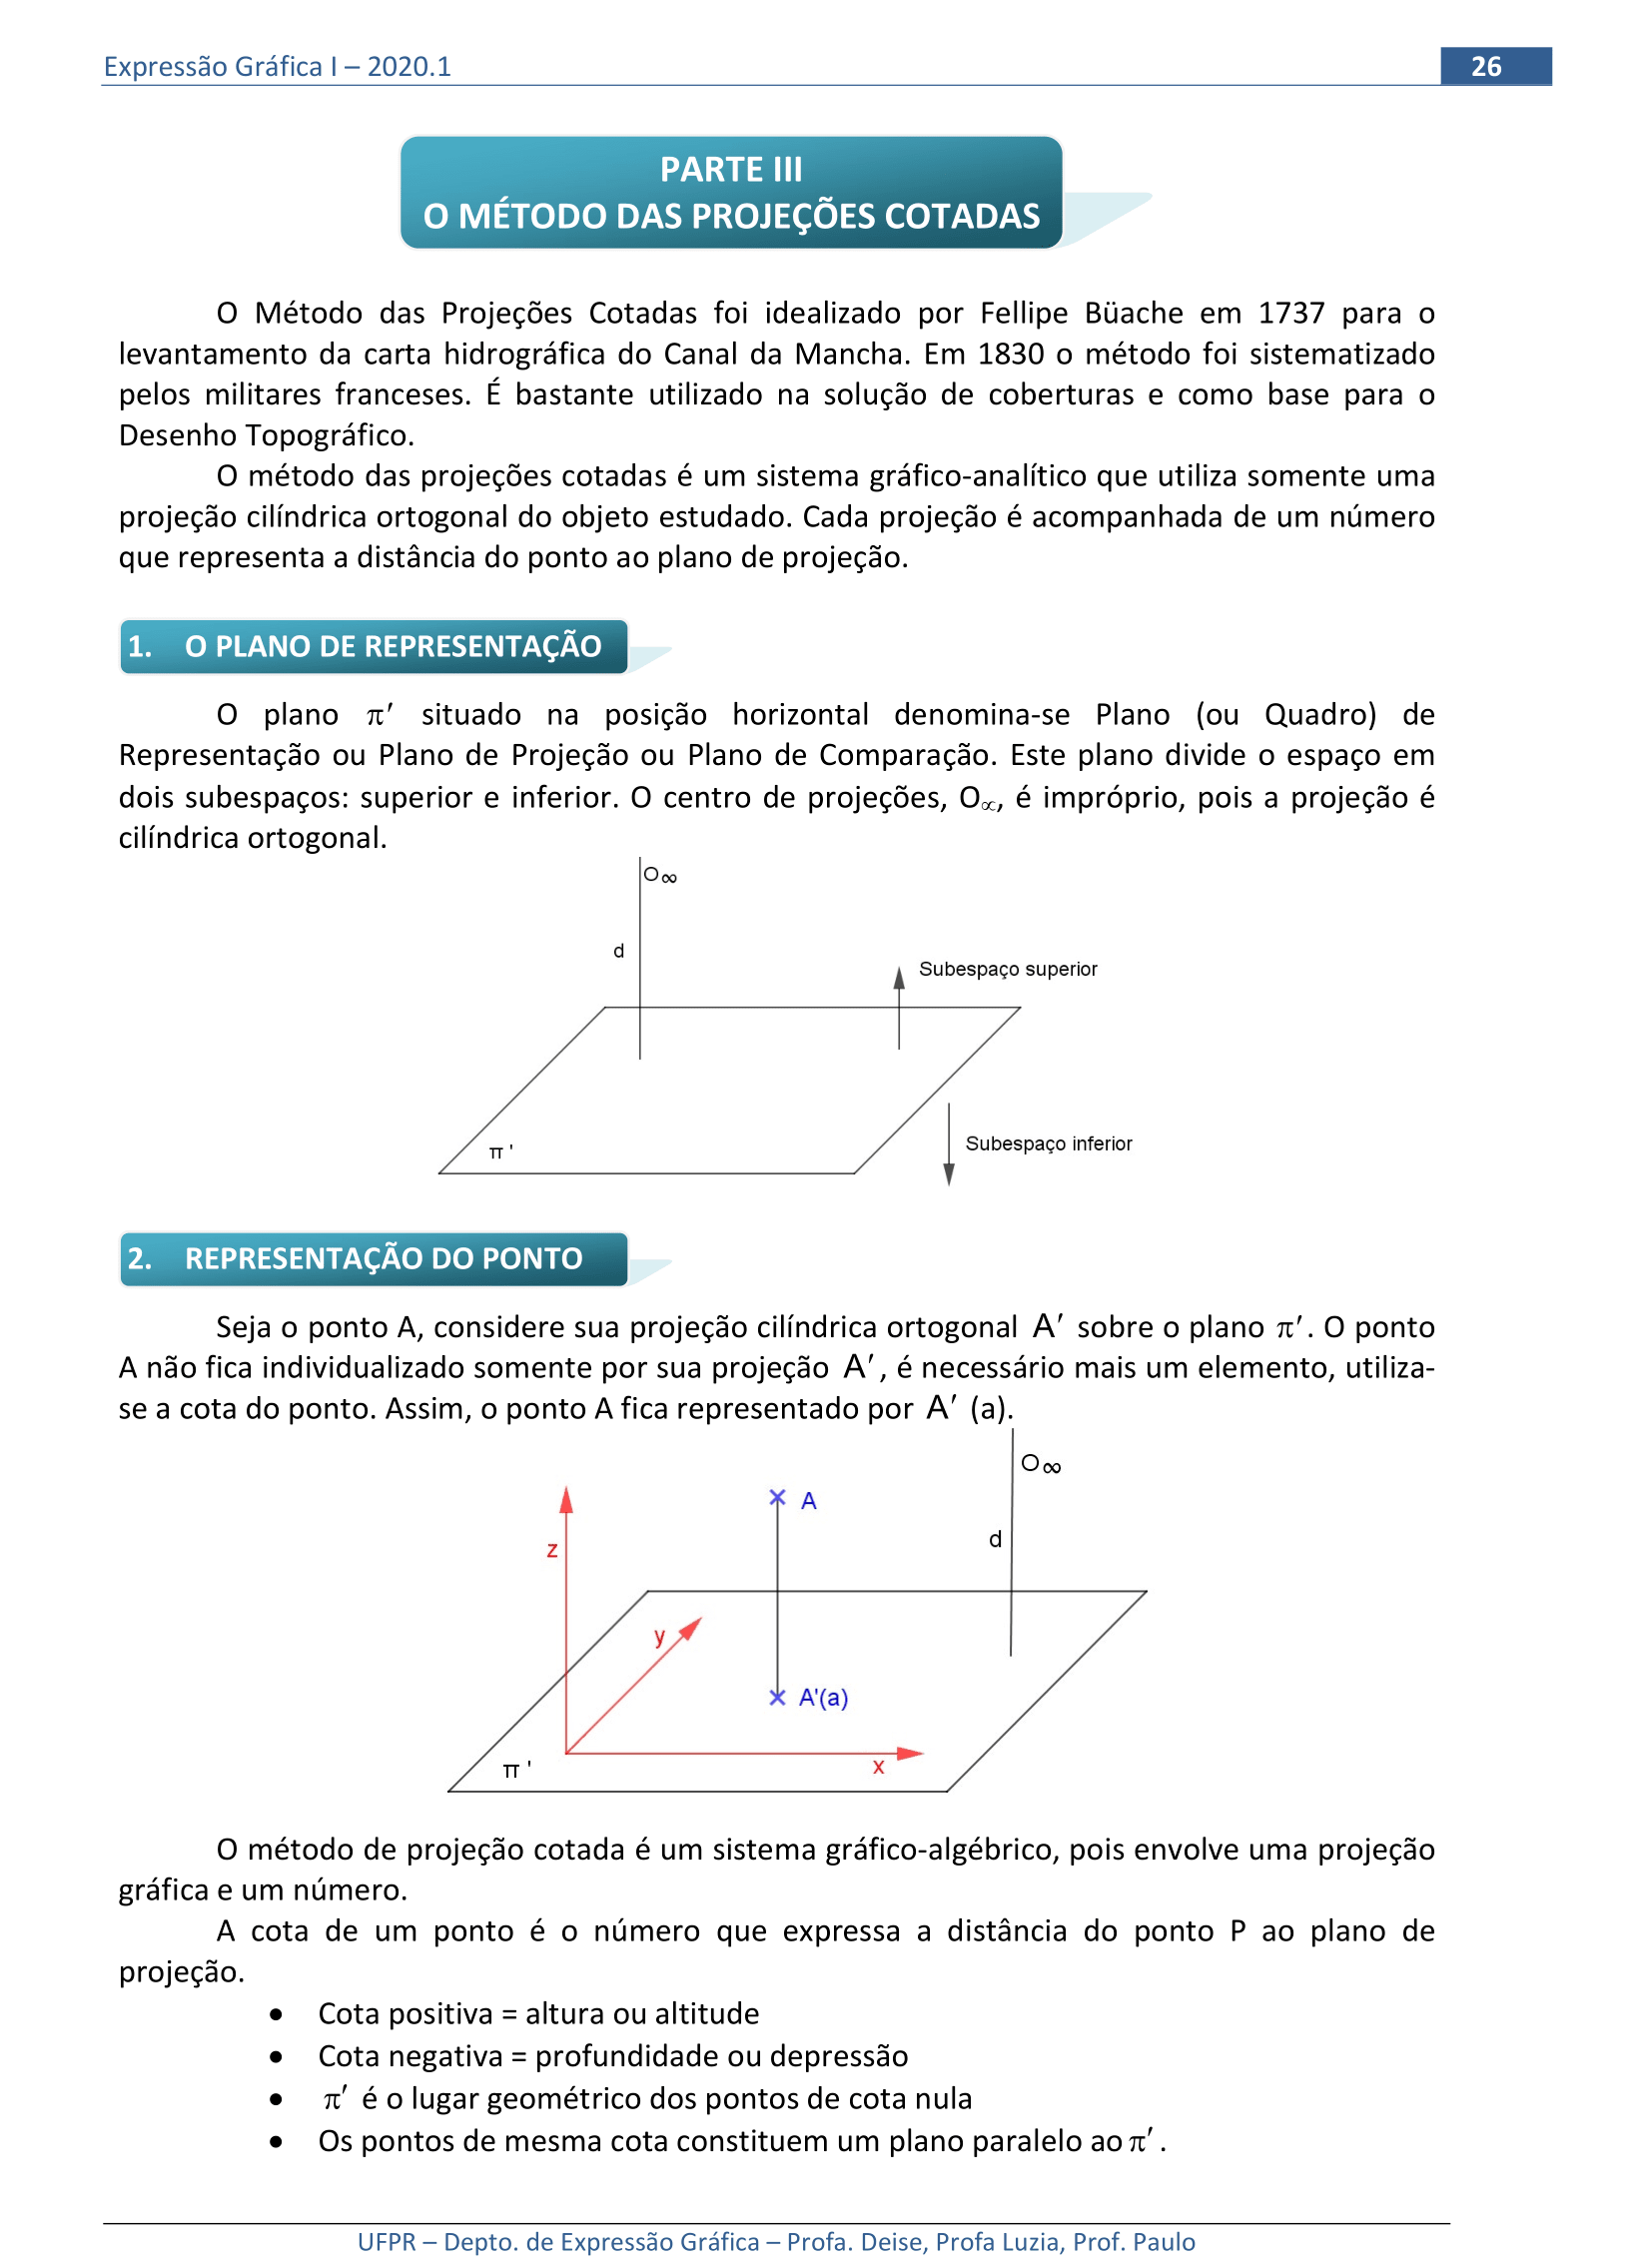 Expressão Gráfica I – 2020.1
26
PARTE III
O MÉTODO DAS PROJEÇÕES COTADAS
O Método das Projeções Cotadas foi idealizado por Fellipe Büache em 1737 para o
levantamento da carta hidrográfica do Canal da Mancha. Em 1830 o método foi sistematizado
pelos militares franceses. É bastante utilizado na solução de coberturas e como base para o
Desenho Topográfico.
O método das projeções cotadas é um sistema gráfico-analítico que utiliza somente uma
projeção cilíndrica ortogonal do objeto estudado. Cada projeção é acompanhada de um número
que representa a distância do ponto ao plano de projeção.
1. O PLANO DE REPRESENTAÇÃO
O plano π′ situado na posição horizontal denomina-se Plano (ou Quadro) de
Representação ou Plano de Projeção ou Plano de Comparação. Este plano divide o espaço em
dois subespaços: superior e inferior. O centro de projeções, O∞, é impróprio, pois a projeção é
cilíndrica ortogonal.
O∞
d
Subespaço superior
Subespaço inferior
π '
2. REPRESENTAÇÃO DO PONTO
Seja o ponto A, considere sua projeção cilíndrica ortogonal A′ sobre o plano π′. O ponto
A não fica individualizado somente por sua projeção A′, é necessário mais um elemento, utiliza-
se a cota do ponto. Assim, o ponto A fica representado por A′ (a).
O∞
A
d
z
y
A'(a)
x
π '
O método de projeção cotada é um sistema gráfico-algébrico, pois envolve uma projeção
gráfica e um número.
A cota de um ponto é o número que expressa a distância do ponto P ao plano de
projeção.
• Cota positiva = altura ou altitude
• Cota negativa = profundidade ou depressão
• π′ é o lugar geométrico dos pontos de cota nula
• Os pontos de mesma cota constituem um plano paralelo ao π′.
UFPR – Depto. de Expressão Gráfica – Profa. Deise, Profa Luzia, Prof. Paulo